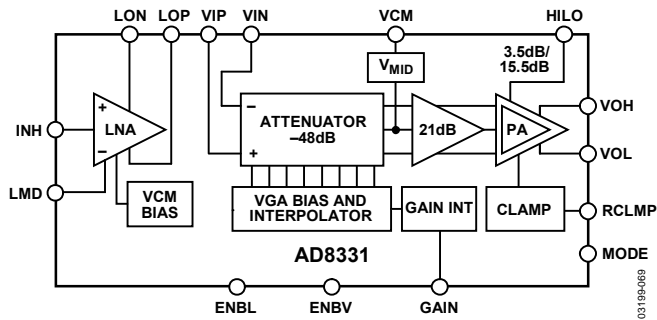 LON LOP VIP VIN VCM HILO
3.5dB/
15.5dB
VMID
INH
+
–
LNA
–
+
ATTENUATOR
–48dB
21dB
PA
VOH
VOL
LMD
VCM
BIAS
VGA BIAS AND
INTERPOLATOR
GAIN INT
CLAMP
RCLMP
AD8331
MODE
ENBL ENBV GAIN
03199-069